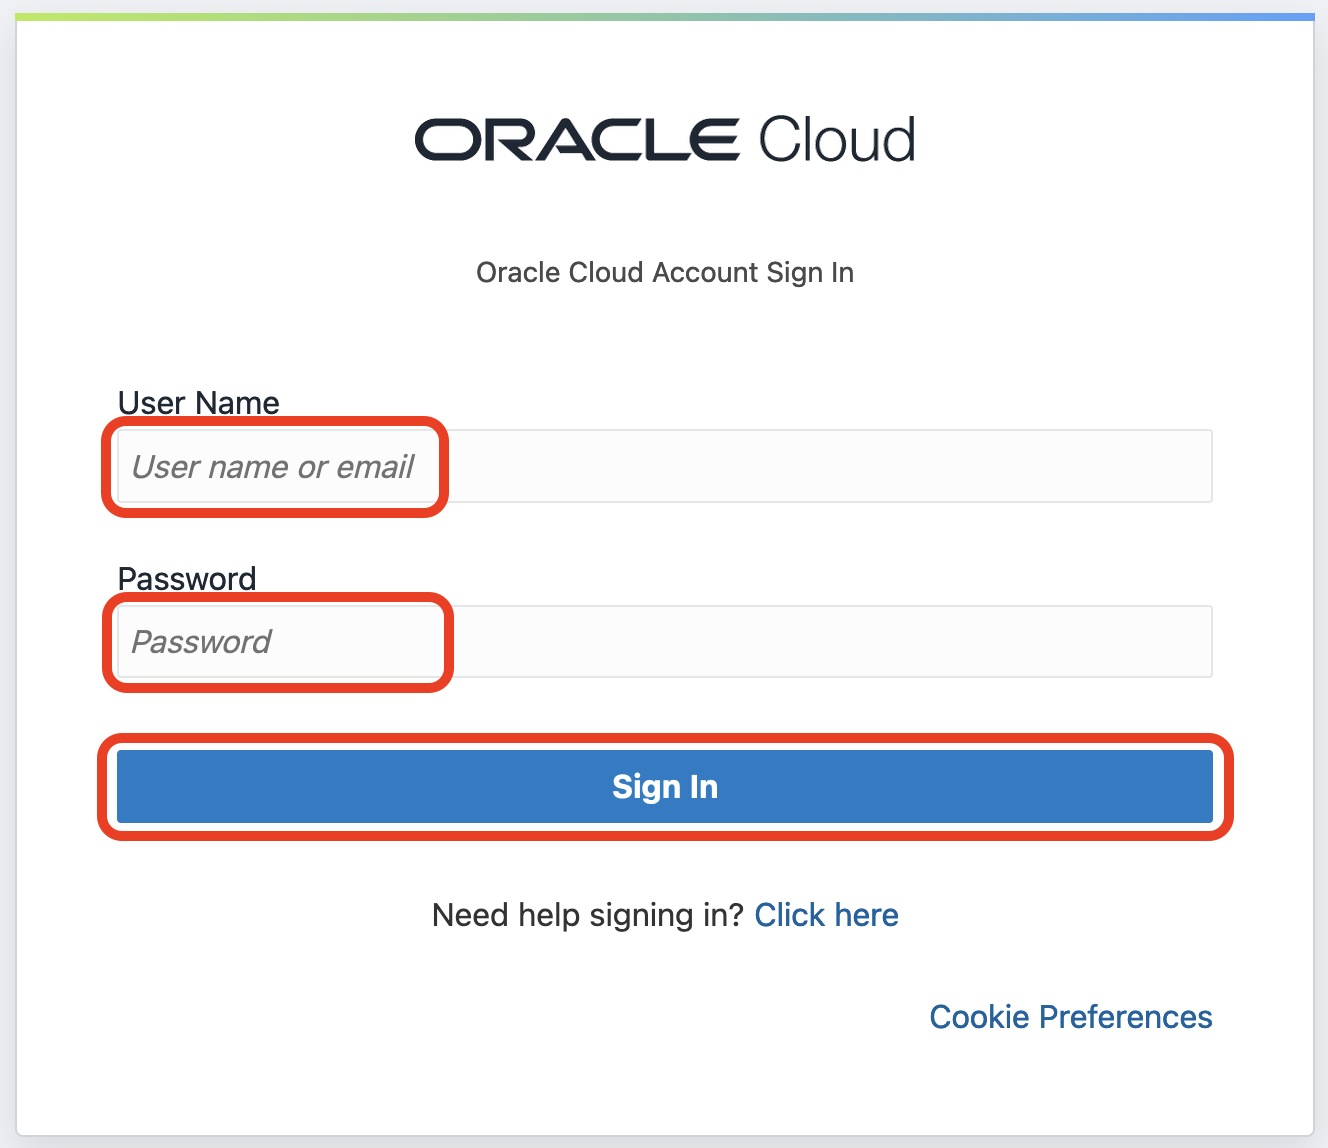 ORACLE Cloud
Oracle Cloud Account Sign In
User Name
User name or email
Password
Password
Sign In
Need help signing in? Click here
Cookie Preferences